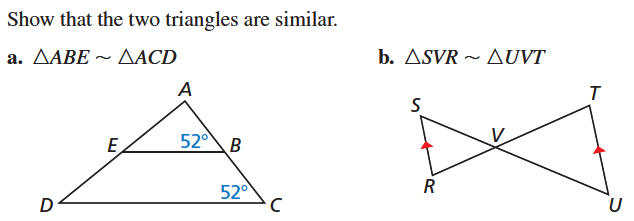 Show that the two triangles are similar.
a. △ABE ~ △ACD
b. △SVR ~ △UVT
A
E
52°
B
D
52°
C
S
T
V
R
U